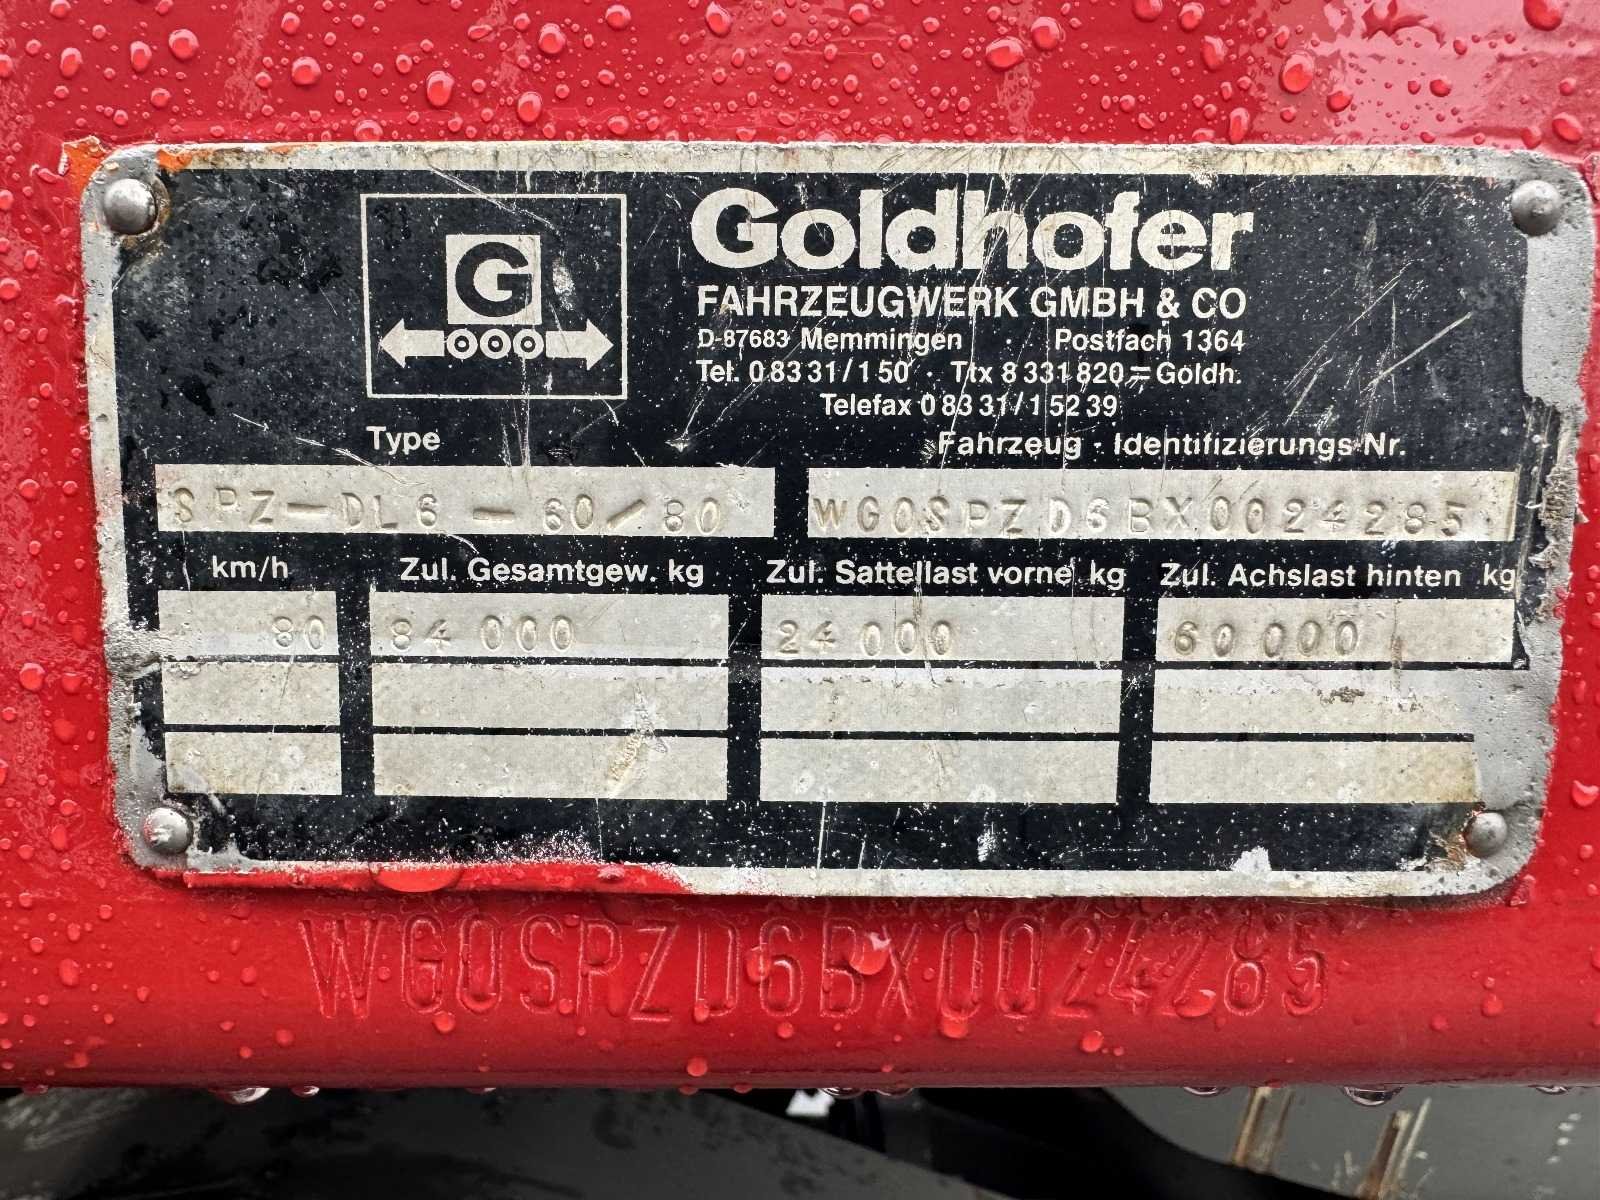 G
Goldhofer
FAHRZEUGWERK GMBH & CO
D-87683 Memmingen · Postfach 1364
Tel. 0 83 31 / 1 50 · Ttx 8 331 820 = Goldh.
Telefax 0 83 31 / 1 52 39
Type Fahrzeug - Identifizierungs-Nr.
SPZ-DL6-60/80 WG0SPZD6BX0024285
km/h Zul. Gesamtgew. kg Zul. Sattellast vorne kg Zul. Achslast hinten kg
80 84 000 24 000 60 000
WG0SPZD6BX0024285